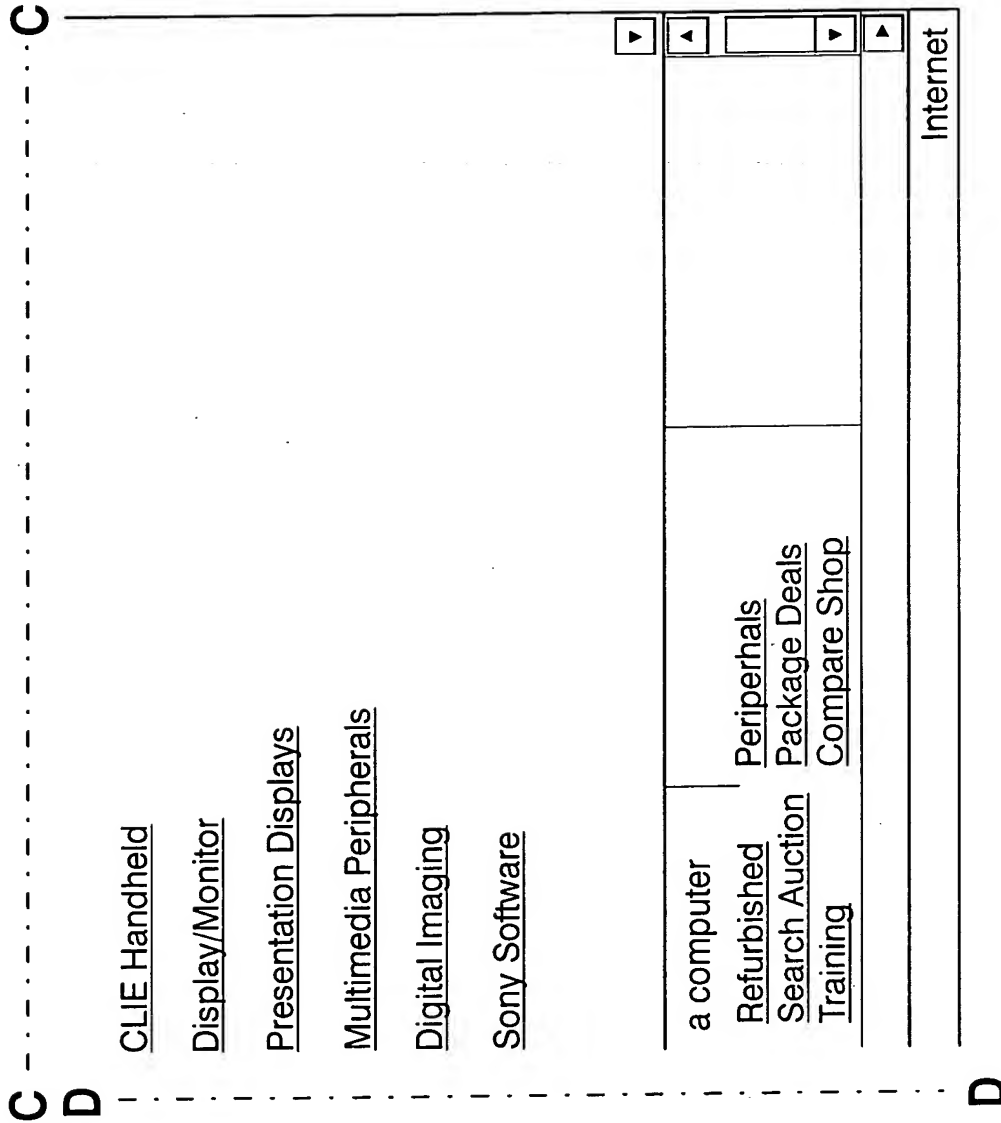 C C
D
CLIE Handheld
Display/Monitor
Presentation Displays
Multimedia Peripherals
Digital Imaging
Sony Software
a computer
Refurbished Periperhals
Search Auction Package Deals
Training Compare Shop
Internet
D